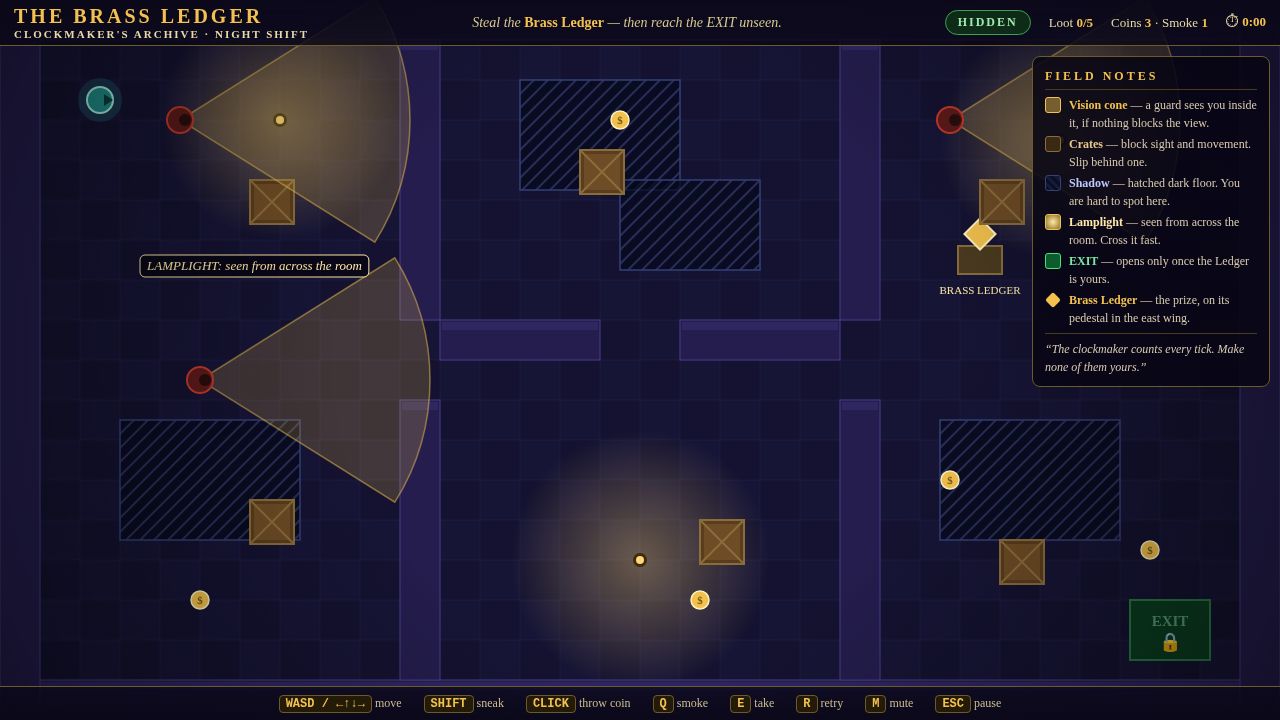 THE BRASS LEDGER
CLOCKMAKER'S ARCHIVE · NIGHT SHIFT
Steal the Brass Ledger — then reach the EXIT unseen.
HIDDEN
Loot 0/5
Coins 3 · Smoke 1
⏱ 0:00
FIELD NOTES
Vision cone — a guard sees you inside
it, if nothing blocks the view.
Crates — block sight and movement.
Slip behind one.
Shadow — hatched dark floor. You
are hard to spot here.
Lamplight — seen from across the
room. Cross it fast.
EXIT — opens only once the Ledger
is yours.
Brass Ledger — the prize, on its
pedestal in the east wing.
“The clockmaker counts every tick. Make
none of them yours.”
$
LAMPLIGHT: seen from across the room
BRASS LEDGER
$
$
$
$
EXIT
WASD / ←↑↓→ move
SHIFT sneak
CLICK throw coin
Q smoke
E take
R retry
M mute
ESC pause